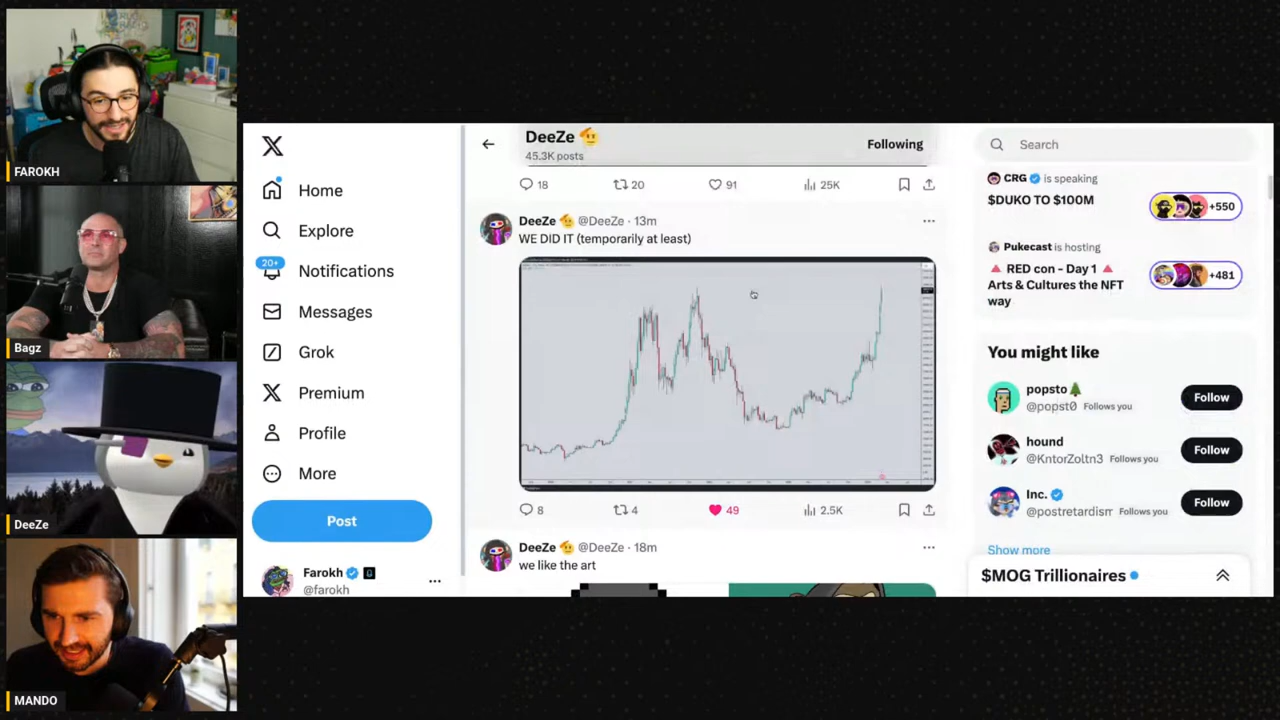 FAROKH
Bagz
DeeZe
MANDO
Home
Explore
20+
Notifications
Messages
Grok
Premium
Profile
More
Post
Farokh
@farokh
DeeZe
45.3K posts
Following
18
20
91
25K
DeeZe @DeeZe · 13m
WE DID IT (temporarily at least)
8
4
49
2.5K
DeeZe @DeeZe · 18m
we like the art
Search
CRG is speaking
$DUKO TO $100M
+550
Pukecast is hosting
RED con - Day 1
Arts & Cultures the NFT
way
+481
You might like
popsto
@popst0 Follows you
Follow
hound
@KntorZoltn3 Follows you
Follow
Inc.
@postretardism Follows you
Follow
Show more
$MOG Trillionaires